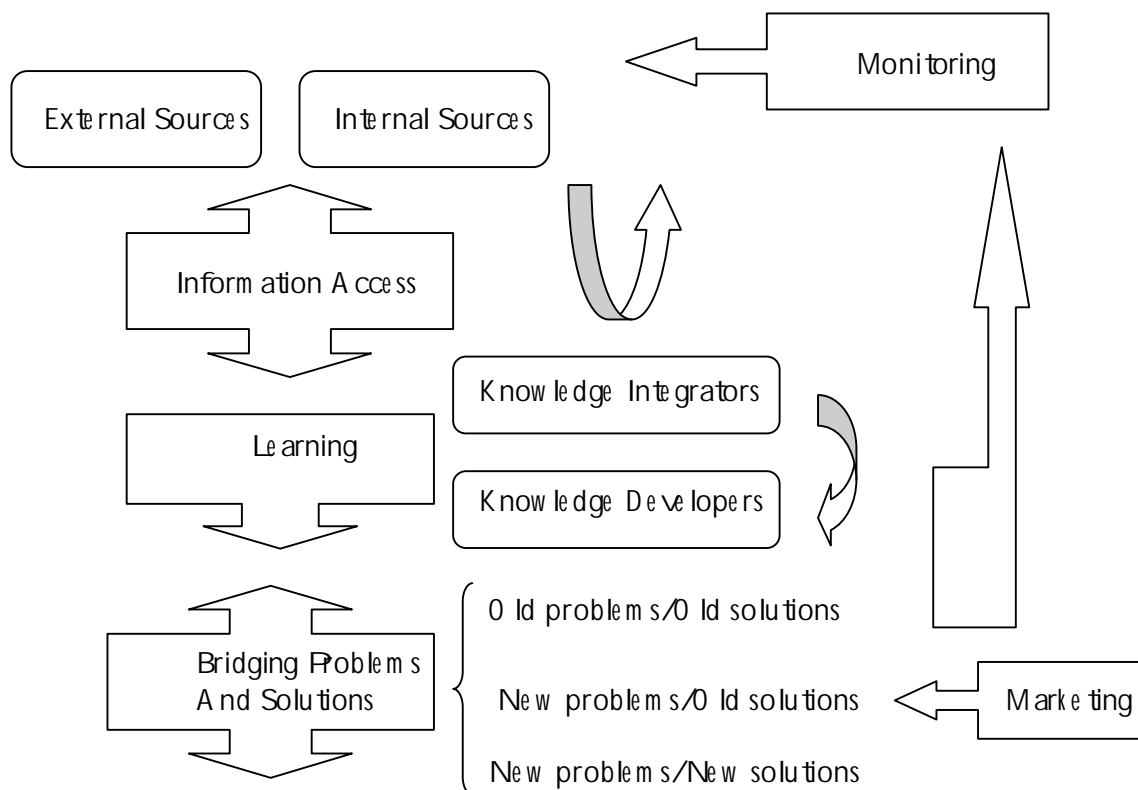 Monitoring
External Sources
Internal Sources
Information Access
Knowledge Integrators
Learning
Knowledge Developers
Old problems/Old solutions
Bridging Problems
And Solutions
New problems/Old solutions
Marketing
New problems/New solutions